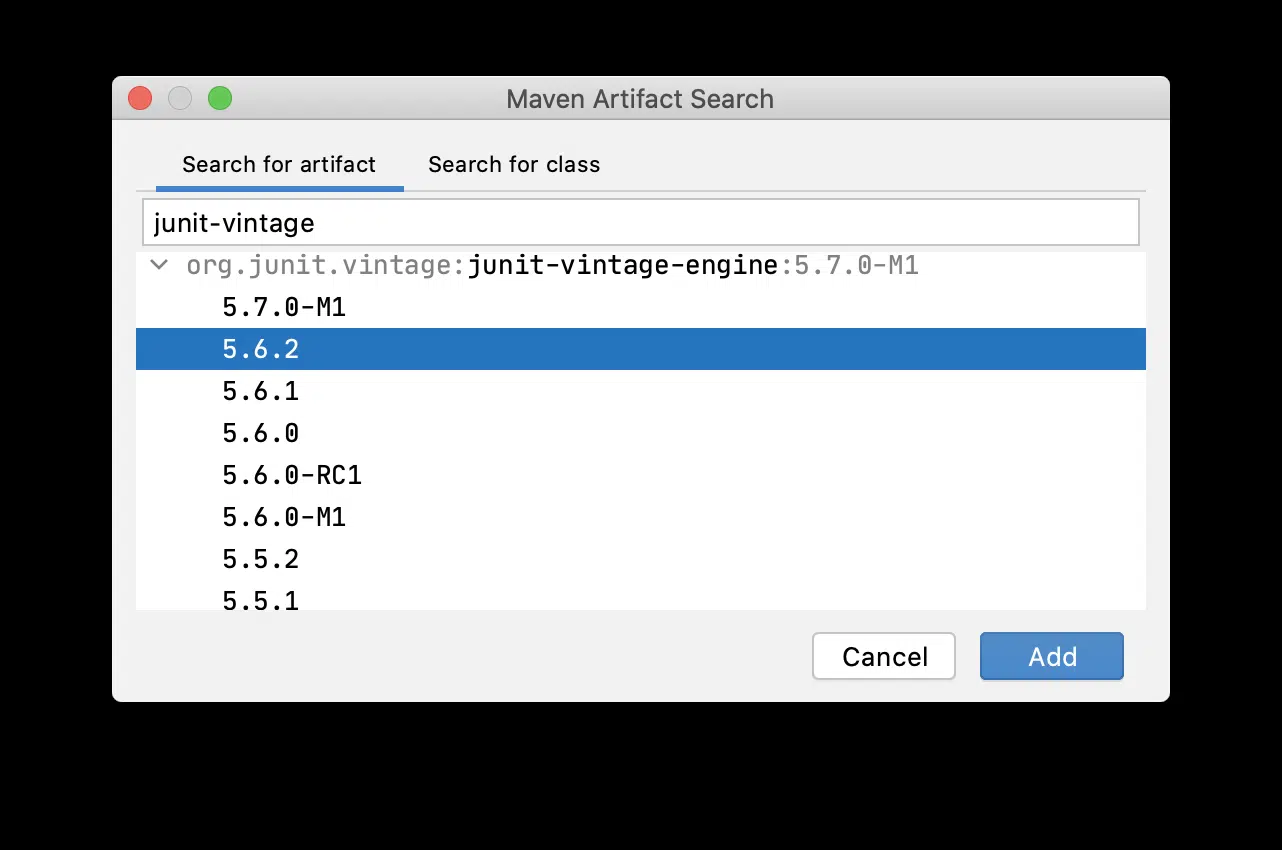 Maven Artifact Search
Search for artifact Search for class
junit-vintage
org.junit.vintage:junit-vintage-engine:5.7.0-M1
5.7.0-M1
5.6.2
5.6.1
5.6.0
5.6.0-RC1
5.6.0-M1
5.5.2
5.5.1
Cancel Add